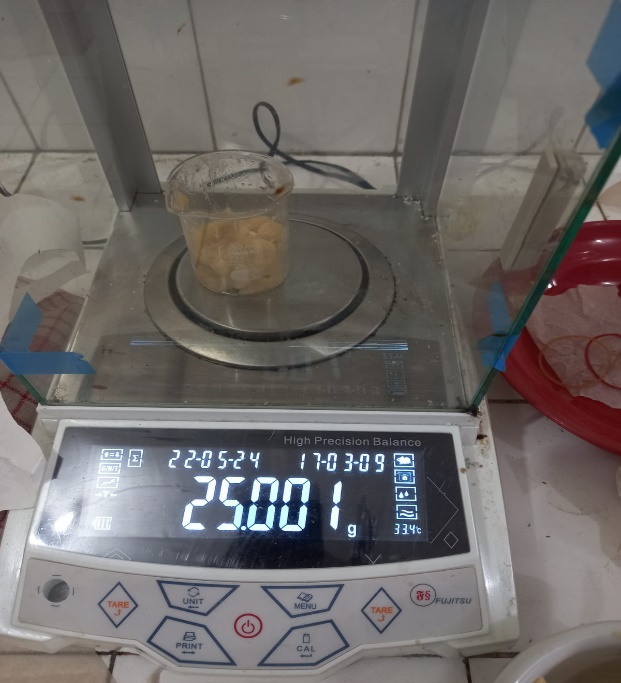 High Precision Balance
22-05-24 17-03-09
25.001 g
33.4°c
TARE
UNIT
MENU
TARE
FUJITSU
PRINT
CAL